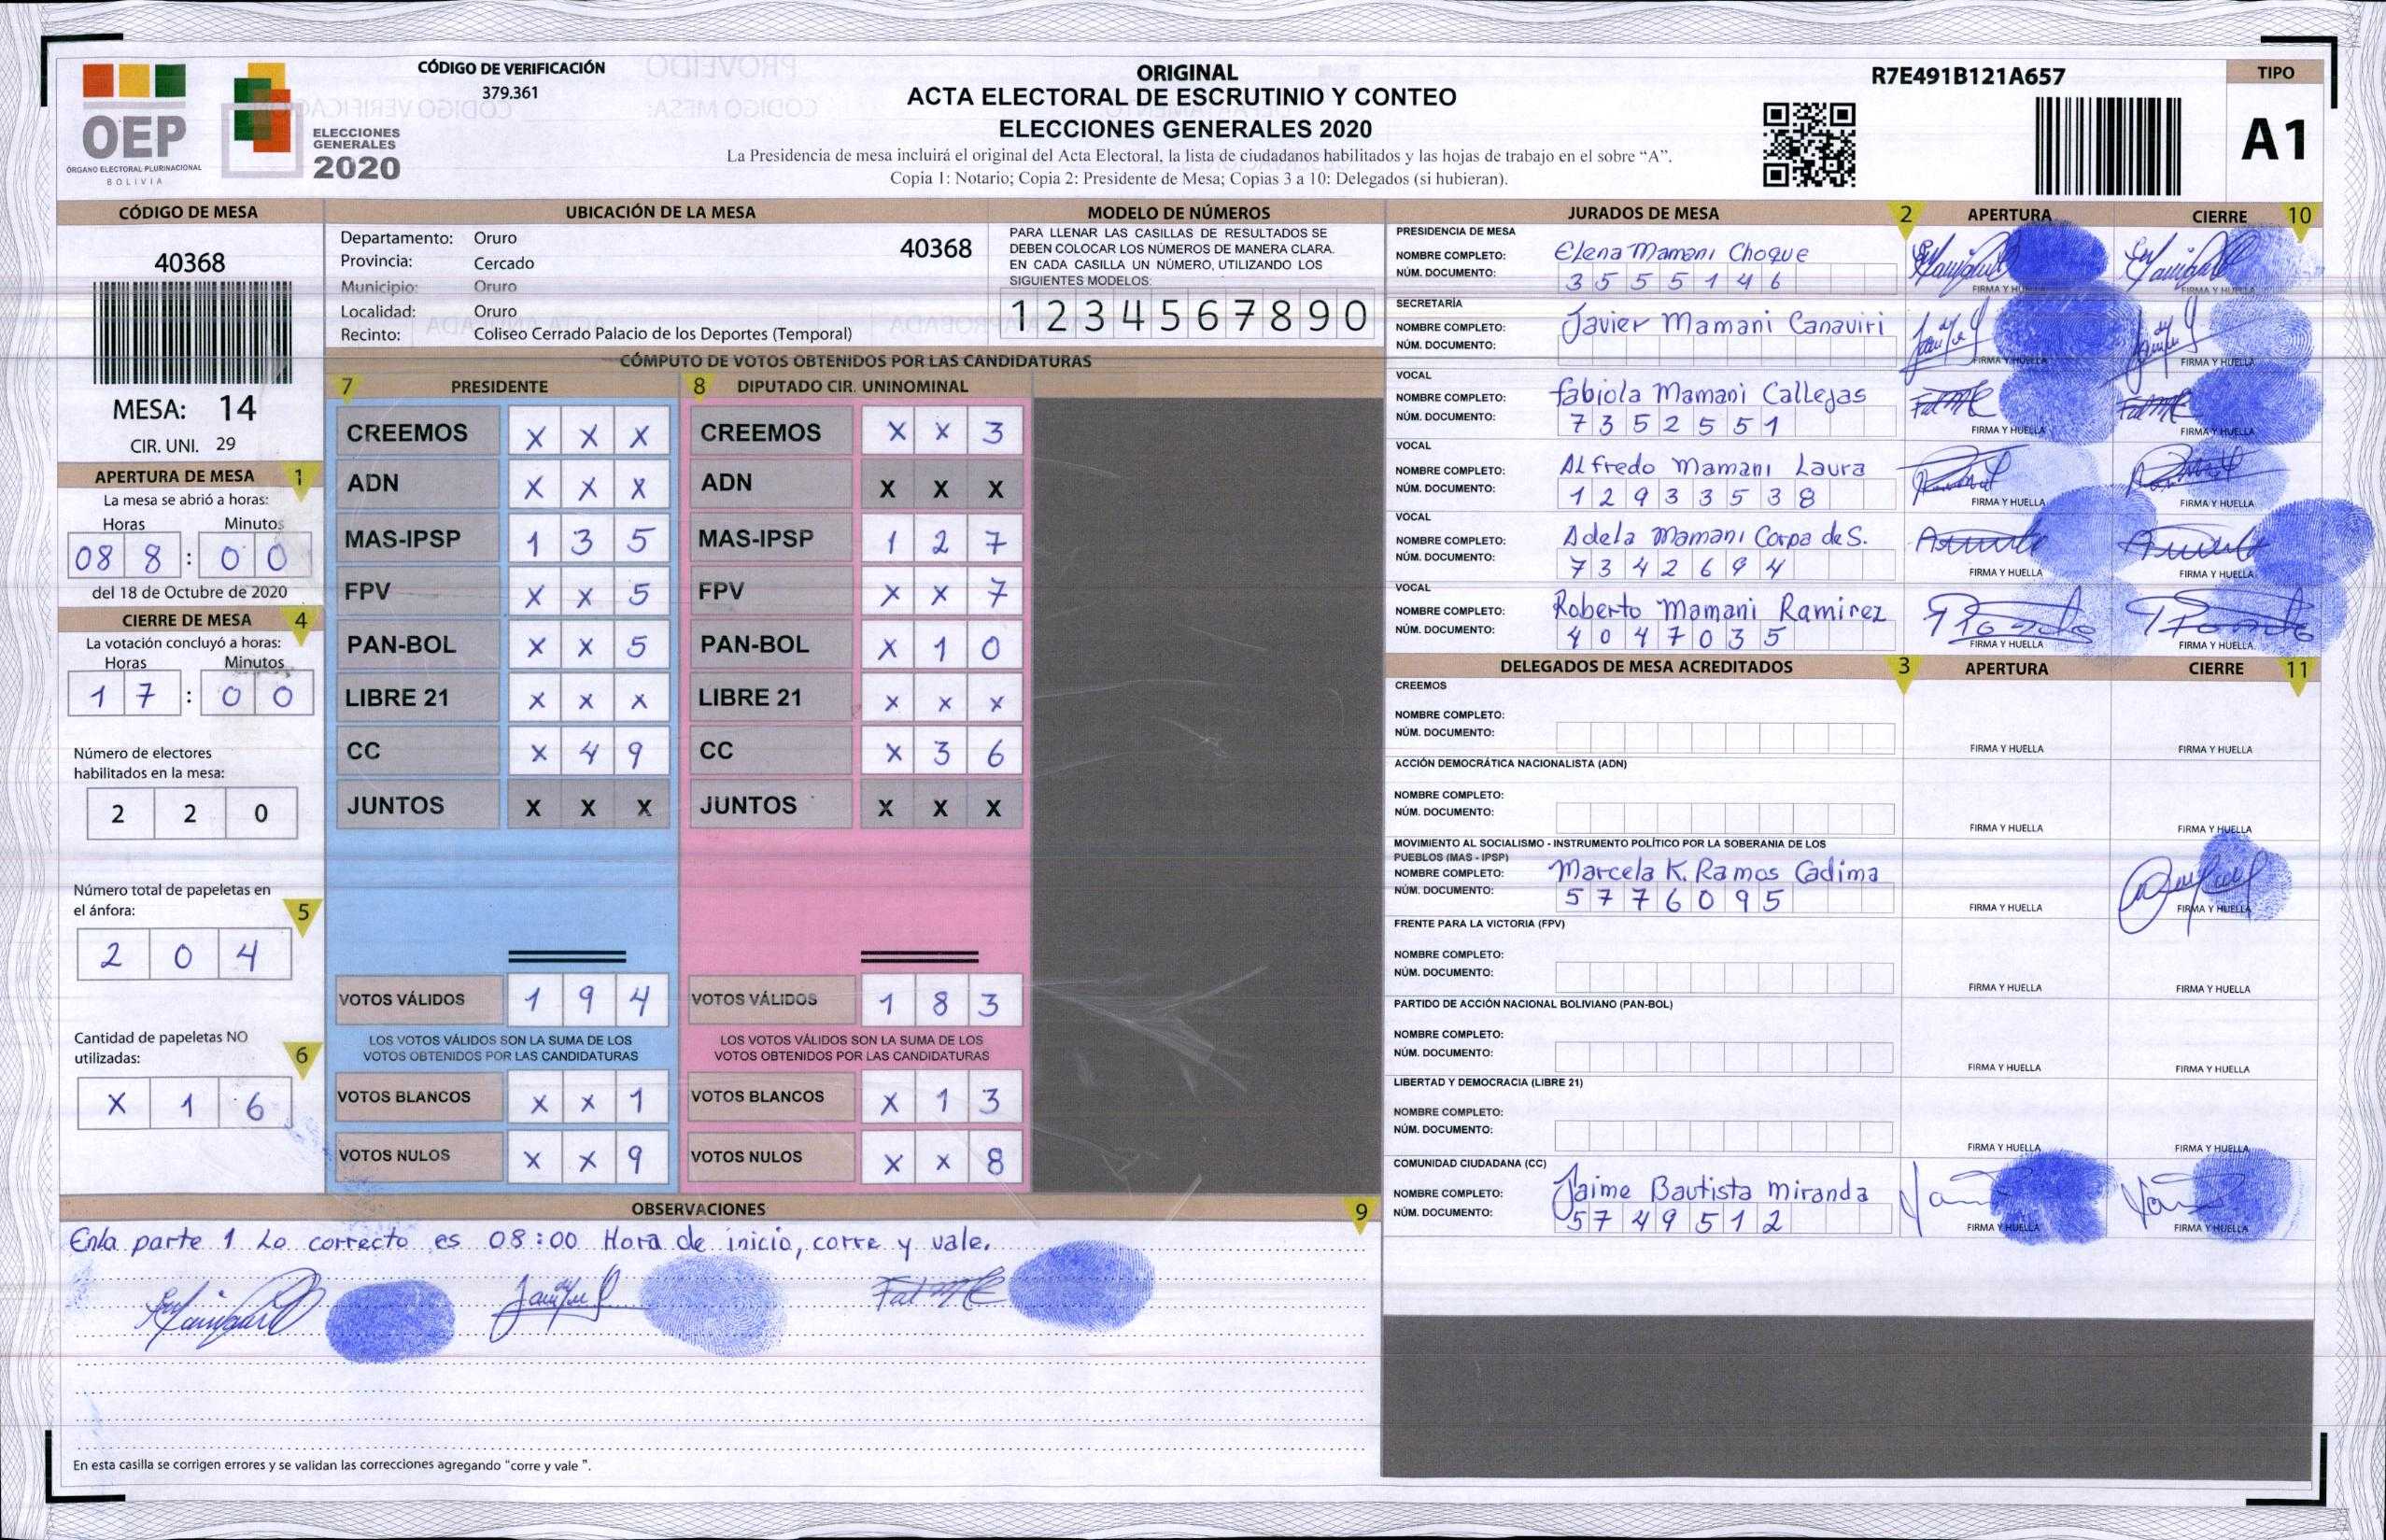 CÓDIGO DE VERIFICACIÓN
379.361
OEP
ÓRGANO ELECTORAL PLURINACIONAL
BOLIVIA
ELECCIONES
GENERALES
2020
ORIGINAL
ACTA ELECTORAL DE ESCRUTINIO Y CONTEO
ELECCIONES GENERALES 2020
La Presidencia de mesa incluirá el original del Acta Electoral, la lista de ciudadanos habilitados y las hojas de trabajo en el sobre “A”.
Copia 1: Notario; Copia 2: Presidente de Mesa; Copias 3 a 10: Delegados (si hubieran).
R7E491B121A657
TIPO
A1
CÓDIGO DE MESA
40368
MESA: 14
CIR. UNI. 29
APERTURA DE MESA 1
La mesa se abrió a horas:
Horas Minutos
08 8 : 0 0
del 18 de Octubre de 2020
CIERRE DE MESA 4
La votación concluyó a horas:
Horas Minutos
1 7 : 0 0
Número de electores
habilitados en la mesa:
2 2 0
Número total de papeletas en
el ánfora: 5
2 0 4
Cantidad de papeletas NO
utilizadas: 6
X 1 6
UBICACIÓN DE LA MESA
Departamento: Oruro
40368
Provincia: Cercado
Municipio: Oruro
Localidad: Oruro
Recinto: Coliseo Cerrado Palacio de los Deportes (Temporal)
MODELO DE NÚMEROS
PARA LLENAR LAS CASILLAS DE RESULTADOS SE
DEBEN COLOCAR LOS NÚMEROS DE MANERA CLARA.
EN CADA CASILLA UN NÚMERO, UTILIZANDO LOS
SIGUIENTES MODELOS:
1 2 3 4 5 6 7 8 9 0
CÓMPUTO DE VOTOS OBTENIDOS POR LAS CANDIDATURAS
7 PRESIDENTE 8 DIPUTADO CIR. UNINOMINAL
CREEMOS X X X CREEMOS X X 3
ADN X X X ADN X X X
MAS-IPSP 1 3 5 MAS-IPSP 1 2 7
FPV X X 5 FPV X X 7
PAN-BOL X X 5 PAN-BOL X 1 0
LIBRE 21 X X X LIBRE 21 X X X
CC X 4 9 CC X 3 6
JUNTOS X X X JUNTOS X X X
VOTOS VÁLIDOS 1 9 4 VOTOS VÁLIDOS 1 8 3
LOS VOTOS VÁLIDOS SON LA SUMA DE LOS LOS VOTOS VÁLIDOS SON LA SUMA DE LOS
VOTOS OBTENIDOS POR LAS CANDIDATURAS VOTOS OBTENIDOS POR LAS CANDIDATURAS
VOTOS BLANCOS X X 1 VOTOS BLANCOS X 1 3
VOTOS NULOS X X 9 VOTOS NULOS X X 8
OBSERVACIONES 9
Enla parte 1 Lo correcto es 08:00 Hora de inicio, corre y vale.
En esta casilla se corrigen errores y se validan las correcciones agregando "corre y vale ".
JURADOS DE MESA 2 APERTURA CIERRE 10
PRESIDENCIA DE MESA
NOMBRE COMPLETO: Elena Mamani Choque
NÚM. DOCUMENTO: 3 5 5 5 1 4 6
FIRMA Y HUELLA FIRMA Y HUELLA
SECRETARÍA
NOMBRE COMPLETO: Javier Mamani Canaviri
NÚM. DOCUMENTO:
FIRMA Y HUELLA FIRMA Y HUELLA
VOCAL
NOMBRE COMPLETO: fabiola Mamani Callejas
NÚM. DOCUMENTO: 7 3 5 2 5 5 1
FIRMA Y HUELLA FIRMA Y HUELLA
VOCAL
NOMBRE COMPLETO: ALfredo Mamani Laura
NÚM. DOCUMENTO: 1 2 9 3 3 5 3 8
FIRMA Y HUELLA FIRMA Y HUELLA
VOCAL
NOMBRE COMPLETO: Adela Mamani Corpa de S.
NÚM. DOCUMENTO: 7 3 4 2 6 9 4
FIRMA Y HUELLA FIRMA Y HUELLA
VOCAL
NOMBRE COMPLETO: Roberto Mamani Ramirez
NÚM. DOCUMENTO: 4 0 4 7 0 3 5
FIRMA Y HUELLA FIRMA Y HUELLA
DELEGADOS DE MESA ACREDITADOS 3 APERTURA CIERRE 11
CREEMOS
NOMBRE COMPLETO:
NÚM. DOCUMENTO:
FIRMA Y HUELLA FIRMA Y HUELLA
ACCIÓN DEMOCRÁTICA NACIONALISTA (ADN)
NOMBRE COMPLETO:
NÚM. DOCUMENTO:
FIRMA Y HUELLA FIRMA Y HUELLA
MOVIMIENTO AL SOCIALISMO - INSTRUMENTO POLÍTICO POR LA SOBERANIA DE LOS
PUEBLOS (MAS - IPSP)
NOMBRE COMPLETO: Marcela K. Ramos Cadima
NÚM. DOCUMENTO: 5 7 7 6 0 9 5
FIRMA Y HUELLA FIRMA Y HUELLA
FRENTE PARA LA VICTORIA (FPV)
NOMBRE COMPLETO:
NÚM. DOCUMENTO:
FIRMA Y HUELLA FIRMA Y HUELLA
PARTIDO DE ACCIÓN NACIONAL BOLIVIANO (PAN-BOL)
NOMBRE COMPLETO:
NÚM. DOCUMENTO:
FIRMA Y HUELLA FIRMA Y HUELLA
LIBERTAD Y DEMOCRACIA (LIBRE 21)
NOMBRE COMPLETO:
NÚM. DOCUMENTO:
FIRMA Y HUELLA FIRMA Y HUELLA
COMUNIDAD CIUDADANA (CC)
NOMBRE COMPLETO: Jaime Bautista Miranda
NÚM. DOCUMENTO: 5 7 4 9 5 1 2
FIRMA Y HUELLA FIRMA Y HUELLA